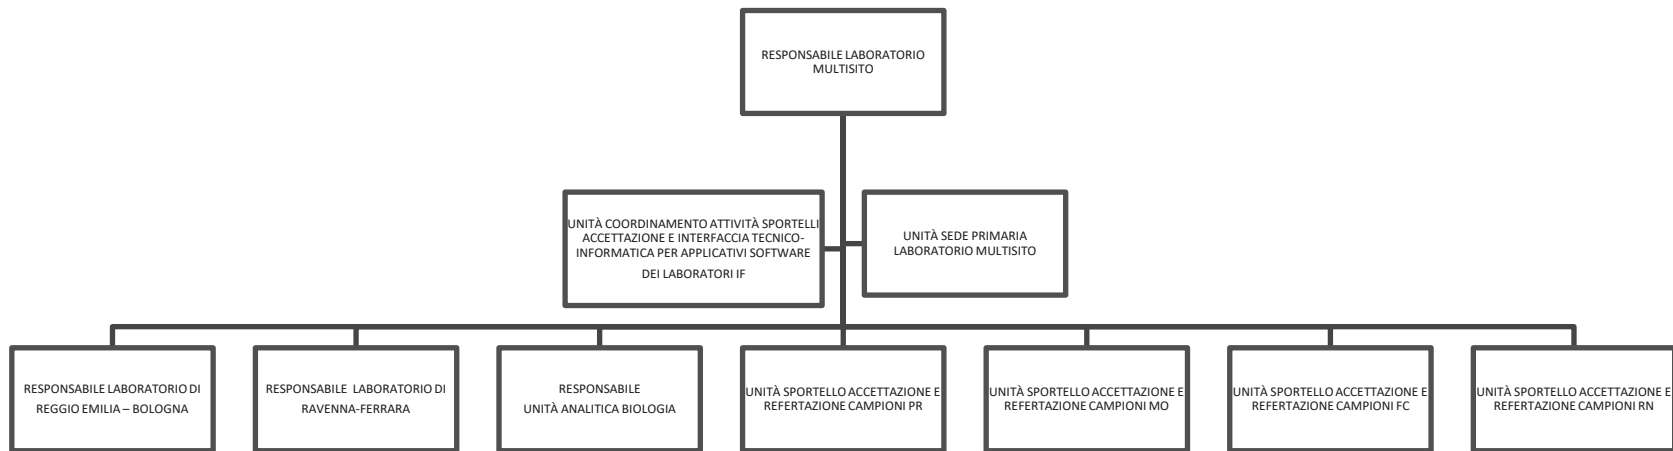 RESPONSABILE LABORATORIO
MULTISITO
UNITÀ COORDINAMENTO ATTIVITÀ SPORTELLI
ACCETTAZIONE E INTERFACCIA TECNICO-
INFORMATICA PER APPLICATIVI SOFTWARE
DEI LABORATORI IF
UNITÀ SEDE PRIMARIA
LABORATORIO MULTISITO
RESPONSABILE LABORATORIO DI
REGGIO EMILIA – BOLOGNA
RESPONSABILE LABORATORIO DI
RAVENNA-FERRARA
RESPONSABILE
UNITÀ ANALITICA BIOLOGIA
UNITÀ SPORTELLO ACCETTAZIONE E
REFERTAZIONE CAMPIONI PR
UNITÀ SPORTELLO ACCETTAZIONE E
REFERTAZIONE CAMPIONI MO
UNITÀ SPORTELLO ACCETTAZIONE E
REFERTAZIONE CAMPIONI FC
UNITÀ SPORTELLO ACCETTAZIONE E
REFERTAZIONE CAMPIONI RN